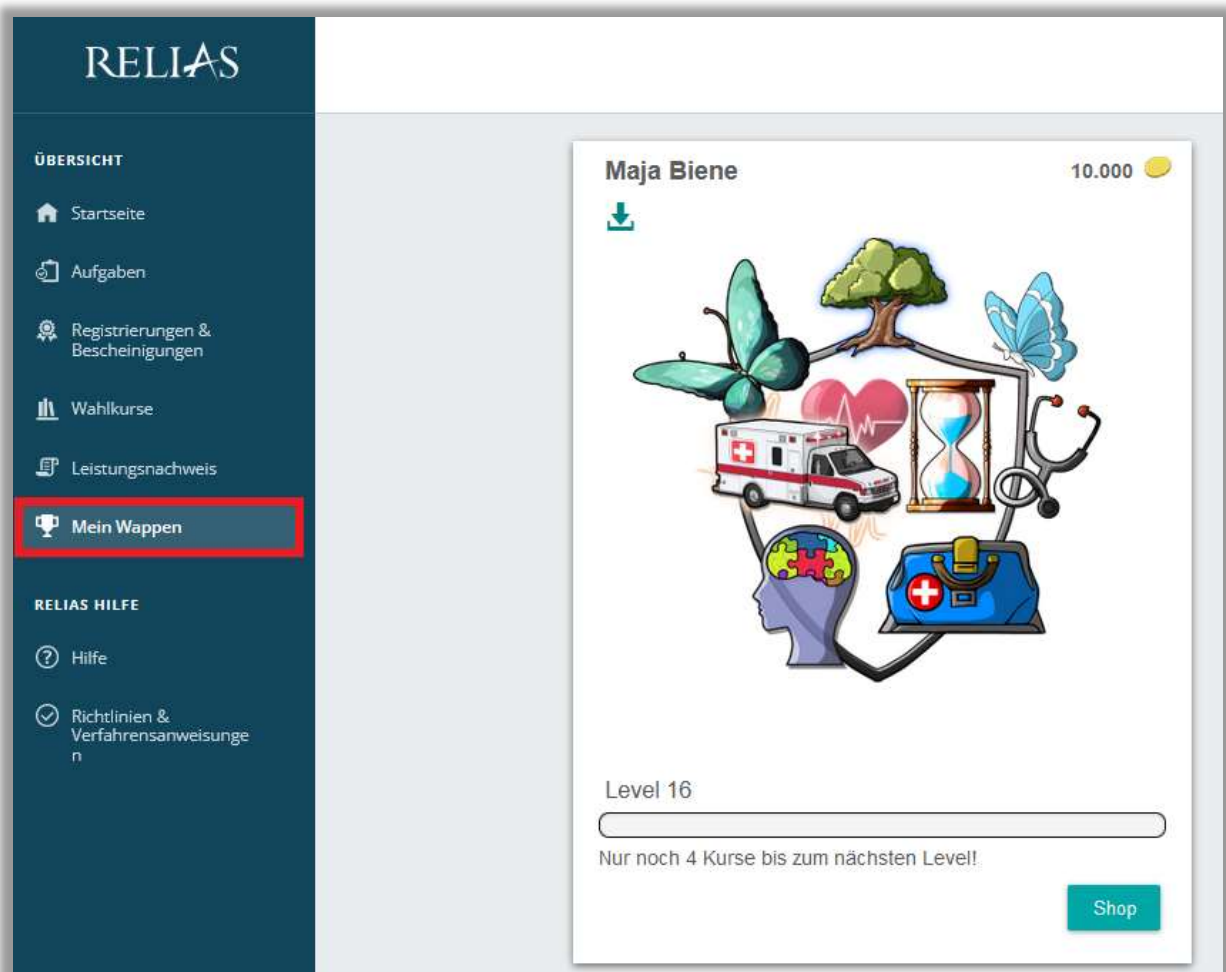 RELIAS
ÜBERSICHT
Startseite
Aufgaben
Registrierungen &
Bescheinigungen
Wahlkurse
Leistungsnachweis
Mein Wappen
RELIAS HILFE
Hilfe
Richtlinien &
Verfahrensanweisunge
n
Maja Biene
10.000
Level 16
Nur noch 4 Kurse bis zum nächsten Level!
Shop